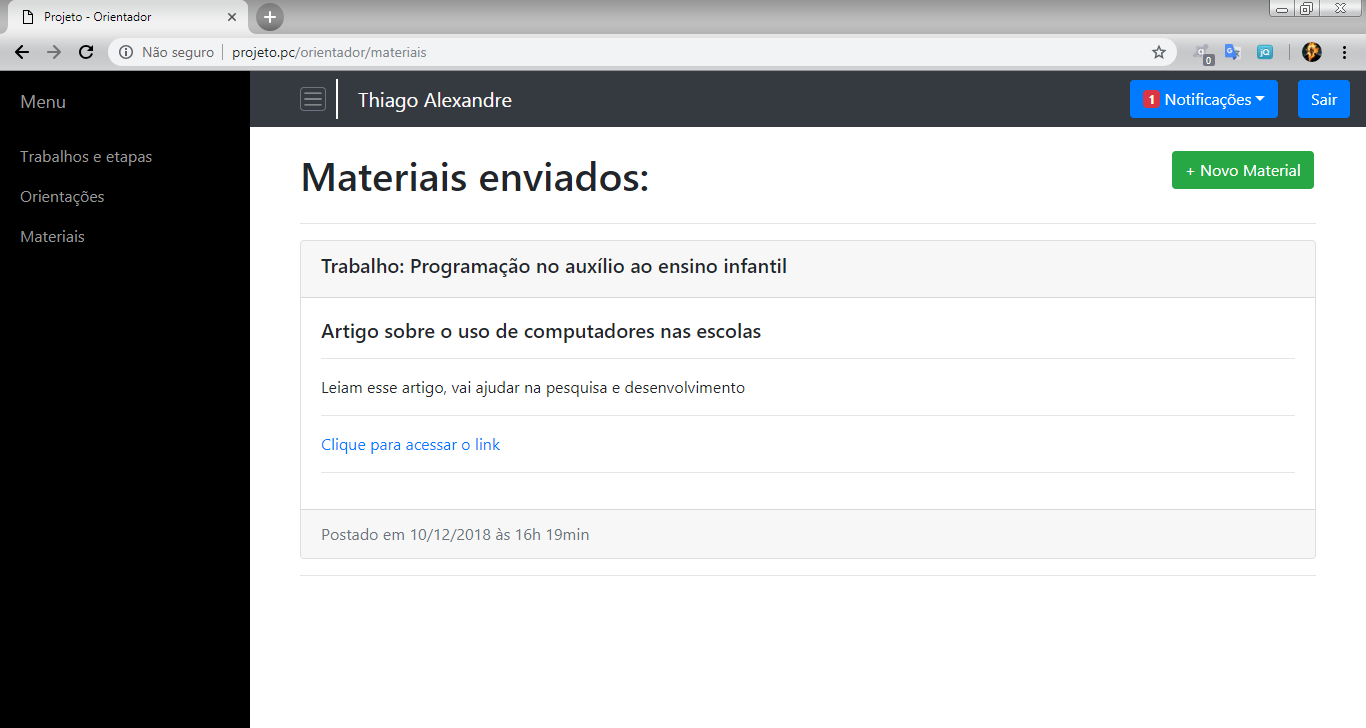 Projeto - Orientador
Não seguro
projeto.pc/orientador/materiais
0
jQ
Menu
Thiago Alexandre
1 Notificações
Sair
Trabalhos e etapas
Orientações
Materiais
Materiais enviados:
+ Novo Material
Trabalho: Programação no auxílio ao ensino infantil
Artigo sobre o uso de computadores nas escolas
Leiam esse artigo, vai ajudar na pesquisa e desenvolvimento
Clique para acessar o link
Postado em 10/12/2018 às 16h 19min